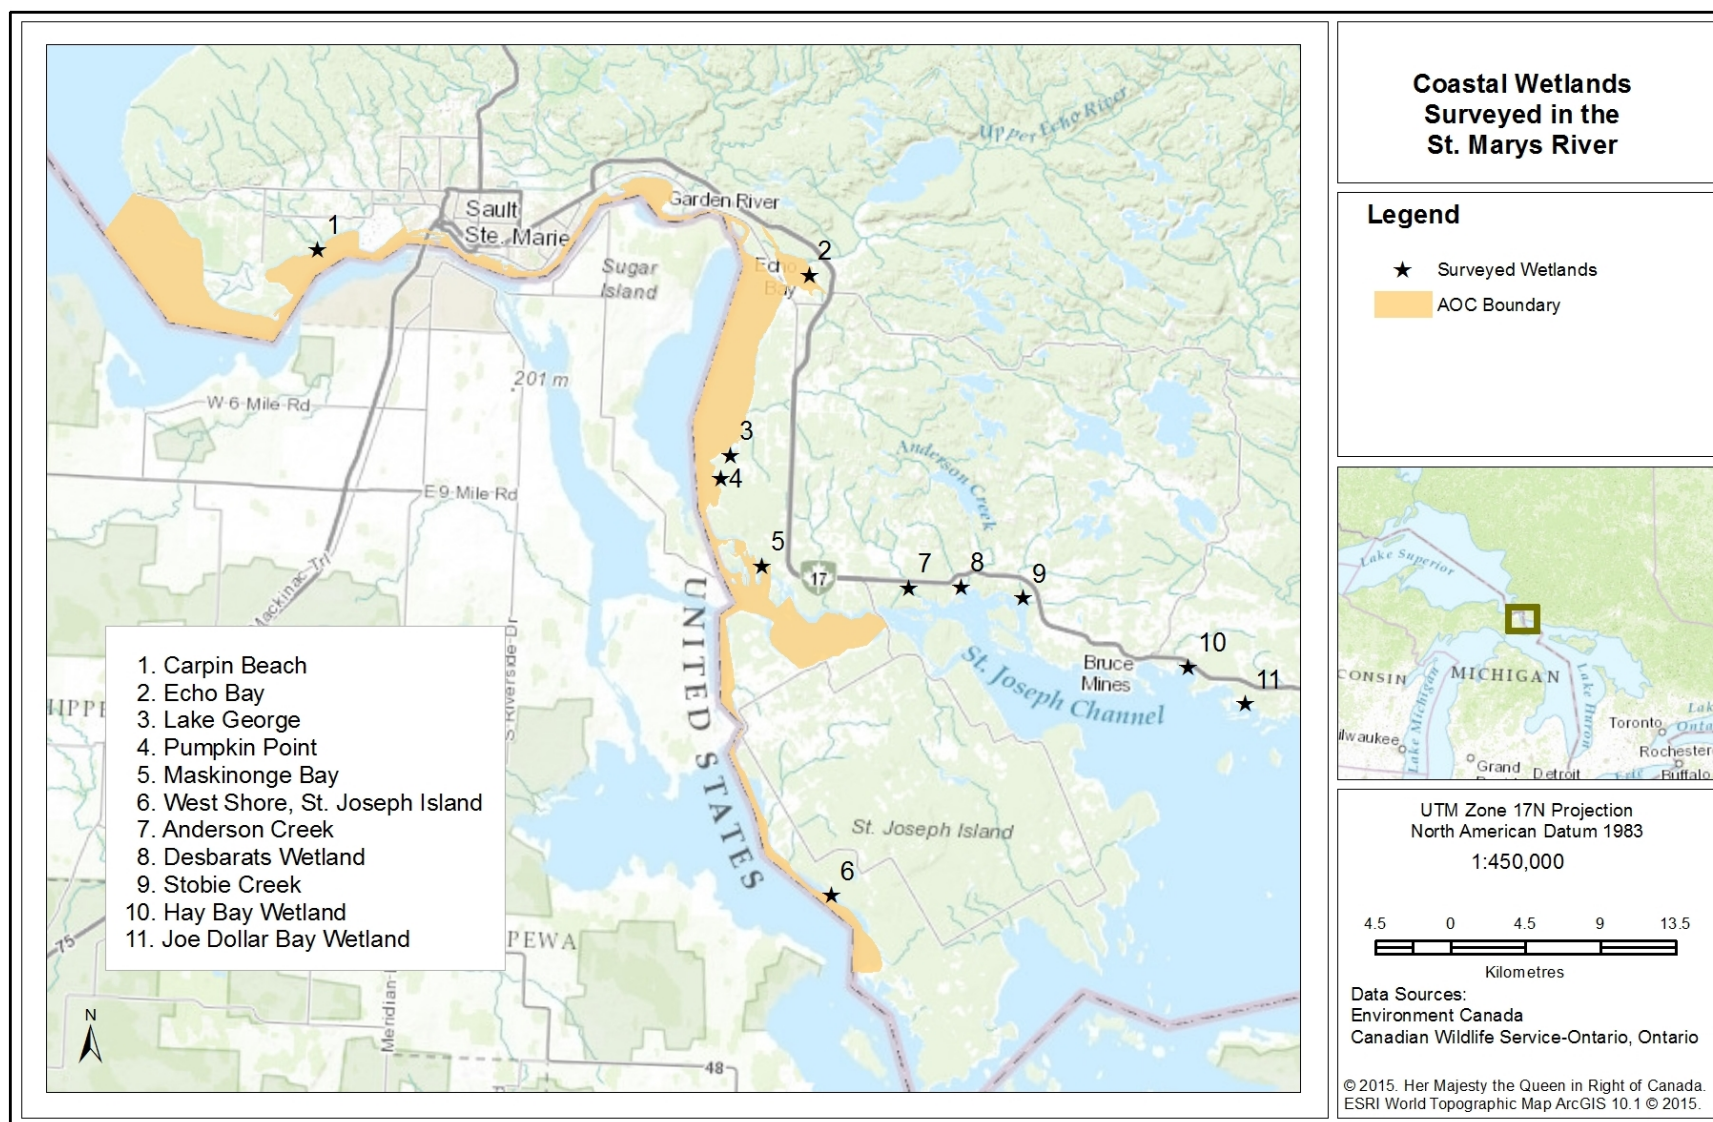 Coastal Wetlands
Surveyed in the
St. Marys River
Legend
Surveyed Wetlands
AOC Boundary
Upper Echo River
Garden River
Sault
Ste. Marie
1
2
Echo
Bay
Sugar
Island
201 m
W 6 Mile Rd
3
4
E 9 Mile Rd
Anderson
Creek
5
17
7
8
9
Mackinac Trl
S Riverside Dr
UNITED STATES
St. Joseph Channel
Bruce
Mines
10
11
HIPPE
PEWA
St. Joseph Island
6
75
Meridian
48
N
1. Carpin Beach
2. Echo Bay
3. Lake George
4. Pumpkin Point
5. Maskinonge Bay
6. West Shore, St. Joseph Island
7. Anderson Creek
8. Desbarats Wetland
9. Stobie Creek
10. Hay Bay Wetland
11. Joe Dollar Bay Wetland
Lake Superior
CONSIN
MICHIGAN
Lake Michigan
Lake Huron
Toronto
Lak
Onta
ilwaukee
Rochester
Grand
Detroit
Buffalo
UTM Zone 17N Projection
North American Datum 1983
1:450,000
4.5 0 4.5 9 13.5
Kilometres
Data Sources:
Environment Canada
Canadian Wildlife Service-Ontario, Ontario
© 2015. Her Majesty the Queen in Right of Canada.
ESRI World Topographic Map ArcGIS 10.1 © 2015.